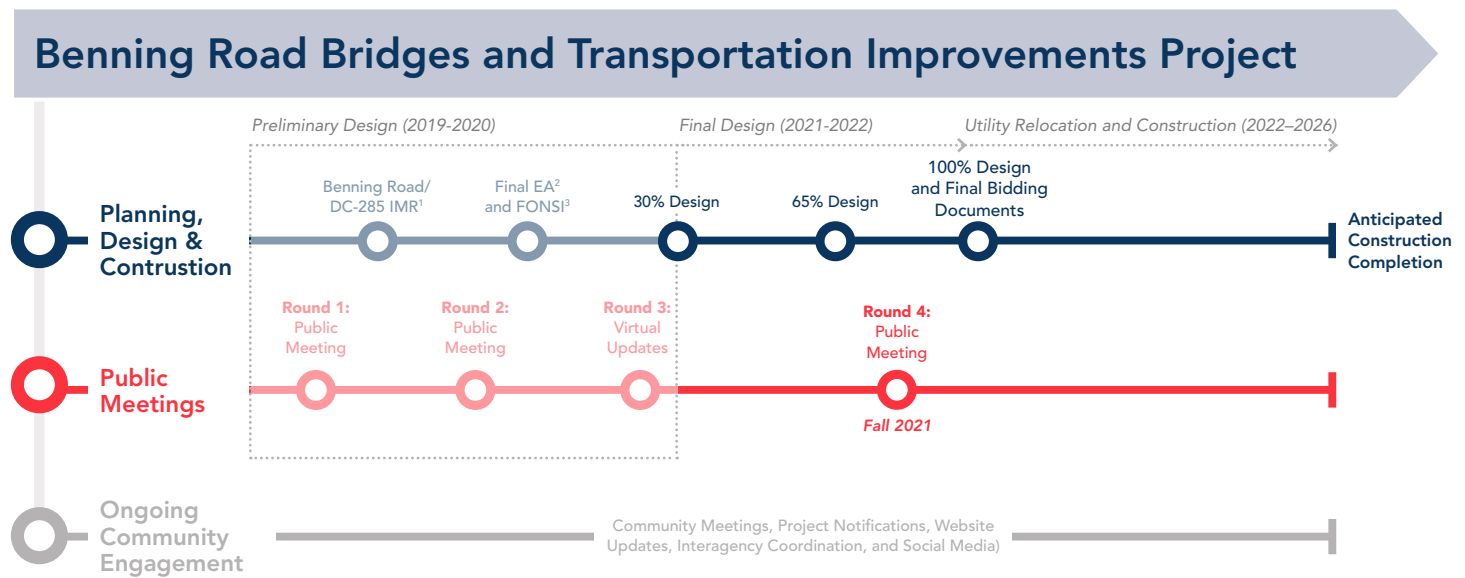 Benning Road Bridges and Transportation Improvements Project
Preliminary Design (2019-2020)
Final Design (2021-2022)
Utility Relocation and Construction (2022–2026)
Planning,
Design &
Contrustion
Benning Road/
DC-285 IMR¹
Final EA²
and FONSI³
30% Design
65% Design
100% Design
and Final Bidding
Documents
Anticipated
Construction
Completion
Public
Meetings
Round 1:
Public
Meeting
Round 2:
Public
Meeting
Round 3:
Virtual
Updates
Round 4:
Public
Meeting
Fall 2021
Ongoing
Community
Engagement
Community Meetings, Project Notifications, Website
Updates, Interagency Coordination, and Social Media)